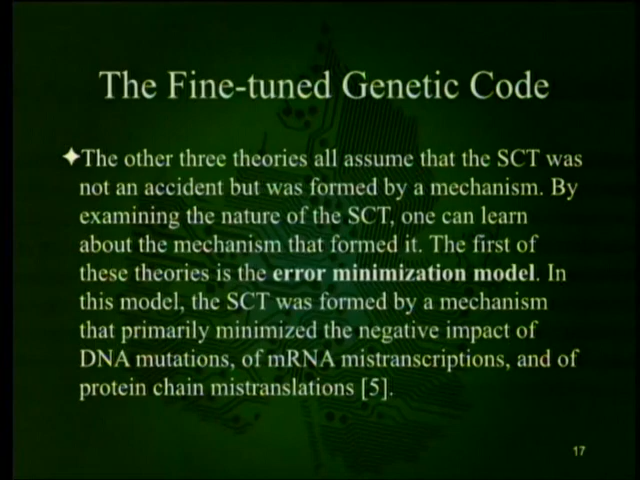 The Fine-tuned Genetic Code
✦The other three theories all assume that the SCT was
not an accident but was formed by a mechanism. By
examining the nature of the SCT, one can learn
about the mechanism that formed it. The first of
these theories is the error minimization model. In
this model, the SCT was formed by a mechanism
that primarily minimized the negative impact of
DNA mutations, of mRNA mistranscriptions, and of
protein chain mistranslations [5].
17